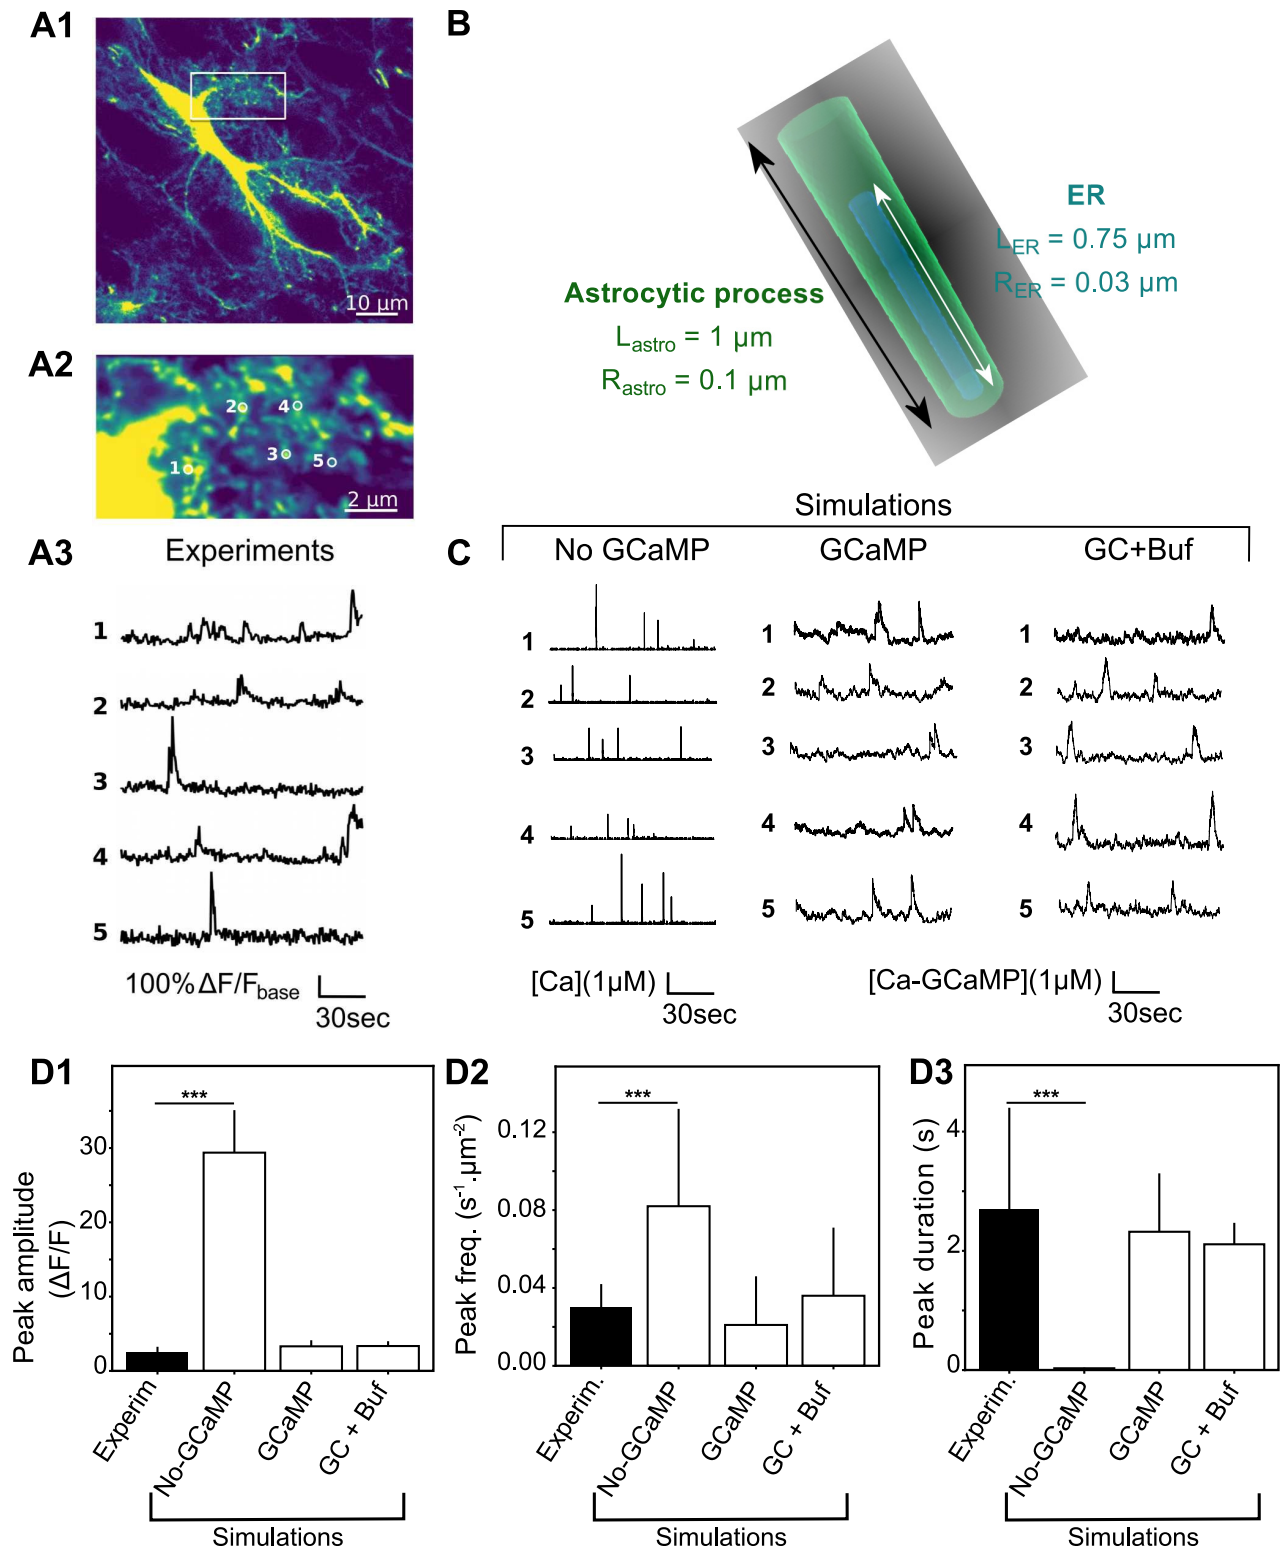 A1
10 µm
A2
2
4
3
5
1
2 µm
B
ER
L_ER = 0.75 µm
R_ER = 0.03 µm
Astrocytic process
L_astro = 1 µm
R_astro = 0.1 µm
A3
Experiments
1
2
3
4
5
100% ΔF/F_base
30sec
Simulations
C
No GCaMP
GCaMP
GC+Buf
1
2
3
4
5
1
2
3
4
5
1
2
3
4
5
[Ca](1µM)
30sec
[Ca-GCaMP](1µM)
30sec
D1
***
Peak amplitude
(ΔF/F)
30
20
10
0
Experim.
No-GCaMP
GCaMP
GC + Buf
Simulations
D2
***
Peak freq. (s⁻¹.µm⁻²)
0.12
0.08
0.04
0.00
Experim.
No-GCaMP
GCaMP
GC + Buf
Simulations
D3
***
Peak duration (s)
4
2
0
Experim.
No-GCaMP
GCaMP
GC + Buf
Simulations